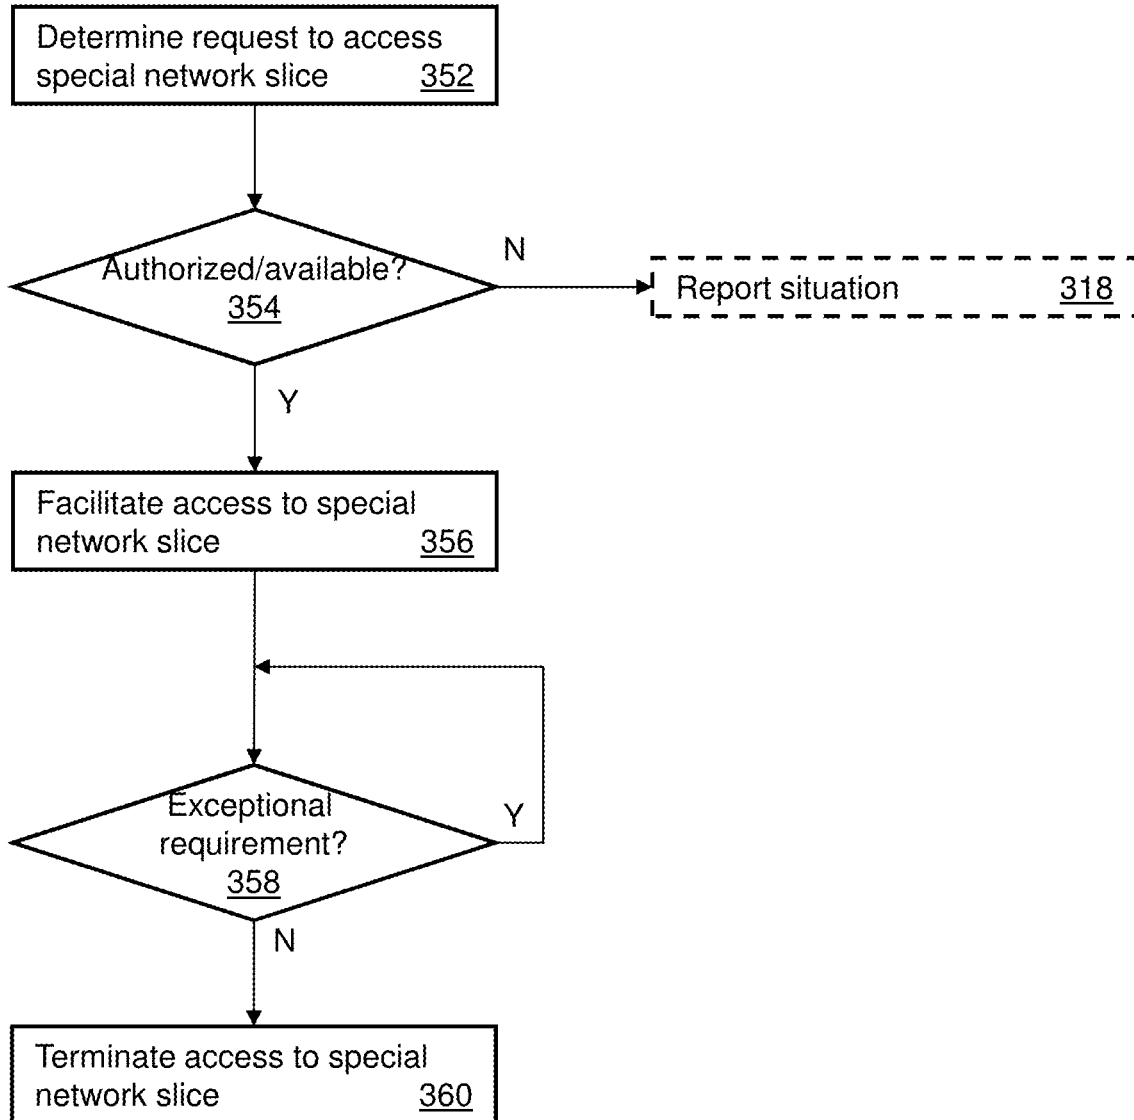 Determine request to access
special network slice 352
Authorized/available?
354
N
Report situation 318
Y
Facilitate access to special
network slice 356
Exceptional
requirement?
358
Y
N
Terminate access to special
network slice 360